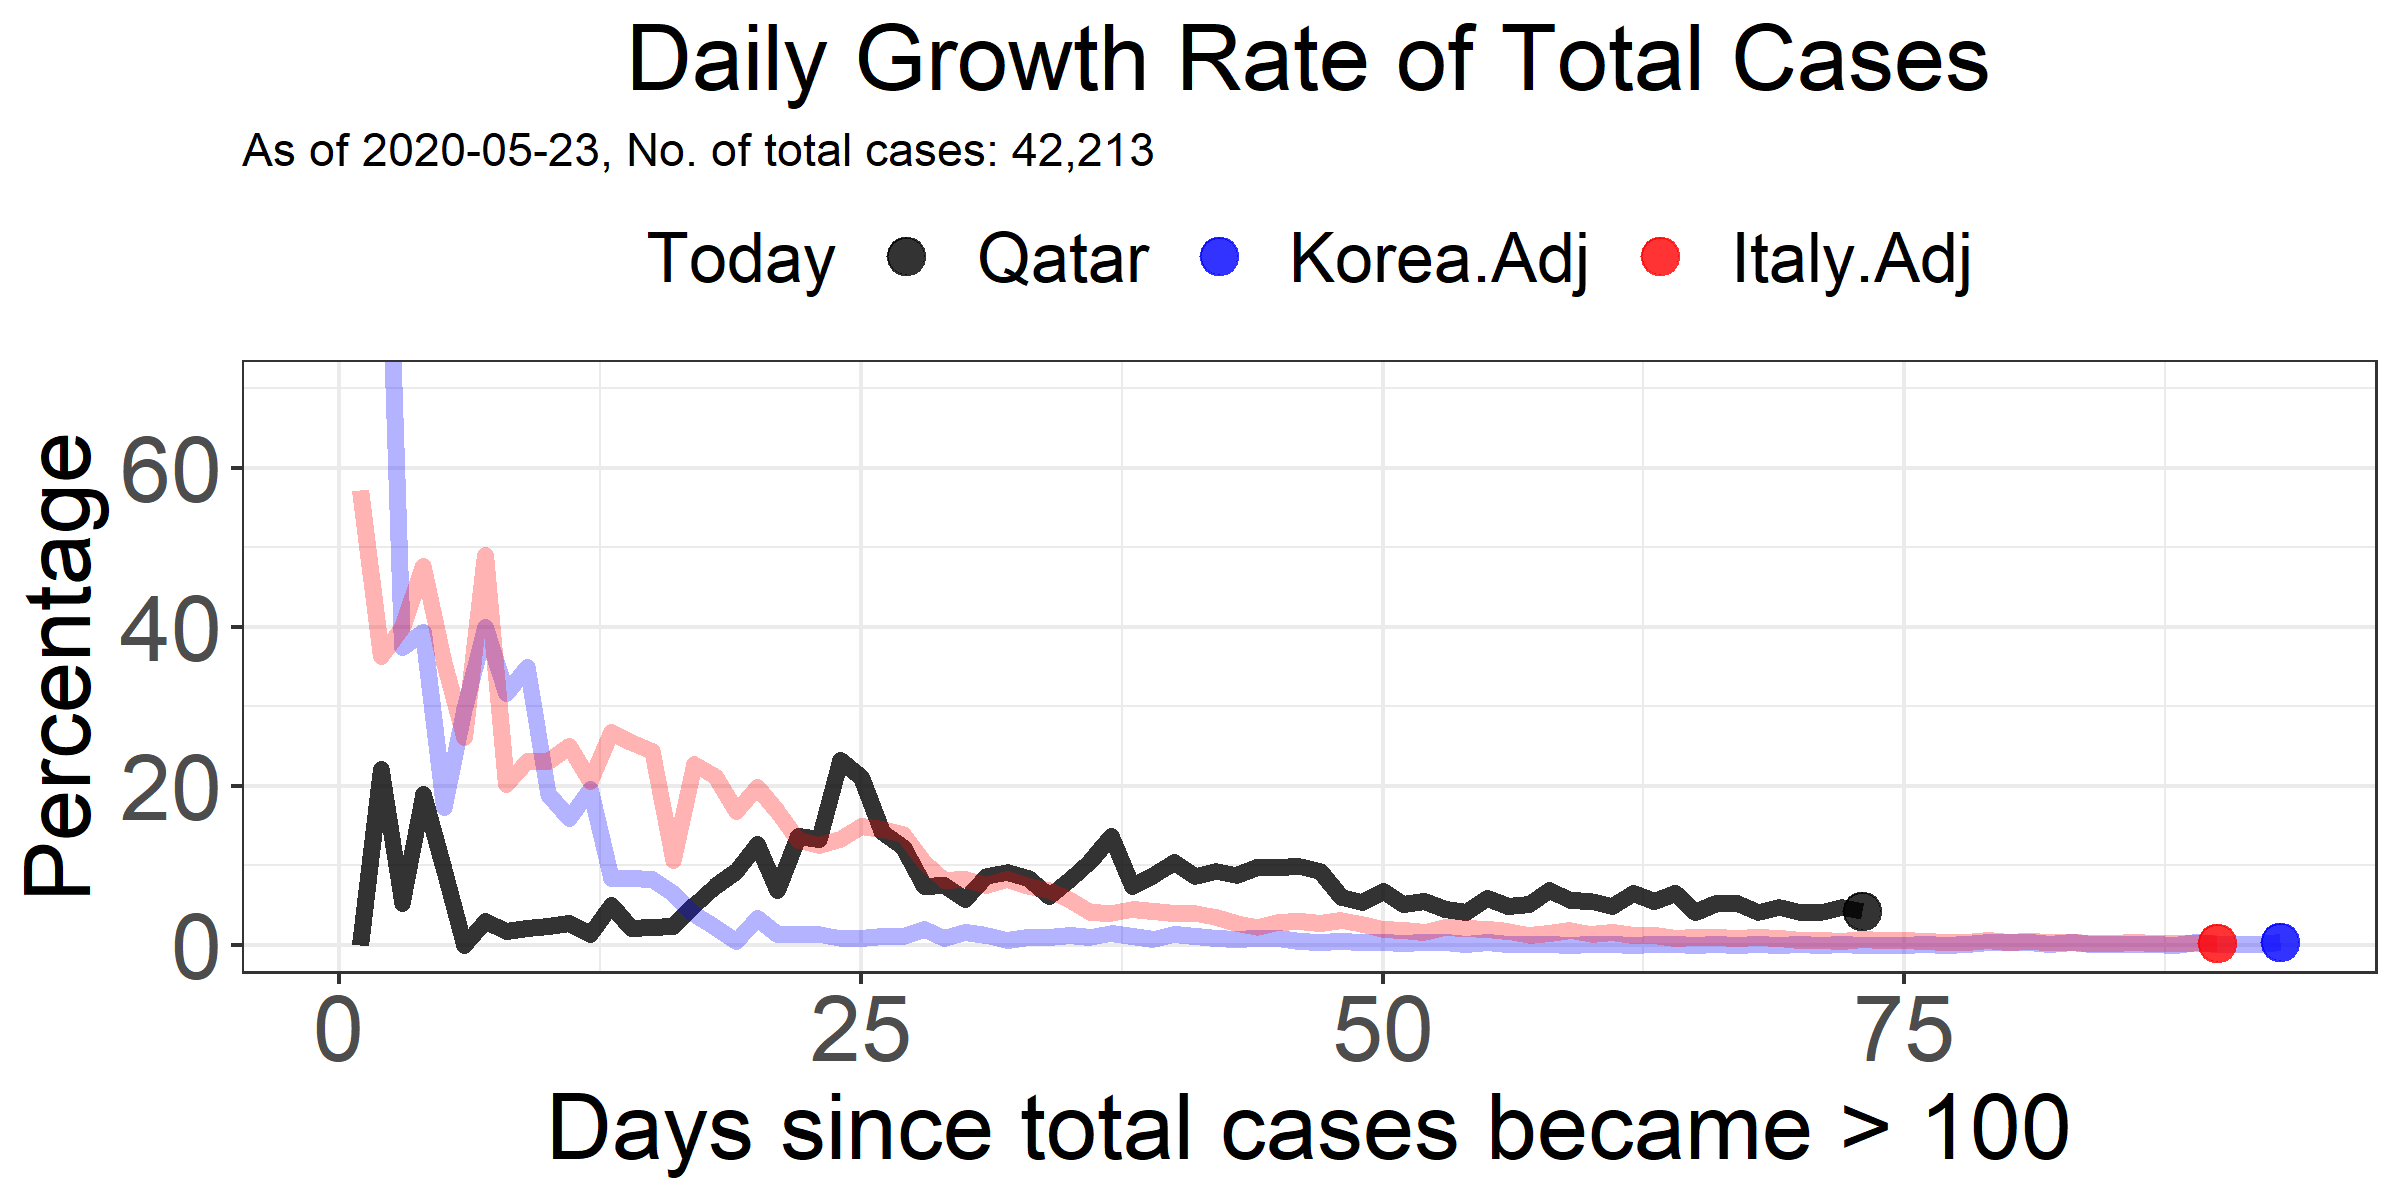 Daily Growth Rate of Total Cases
As of 2020-05-23, No. of total cases: 42,213
Today Qatar Korea.Adj Italy.Adj
Percentage
60
40
20
0
0 25 50 75
Days since total cases became > 100